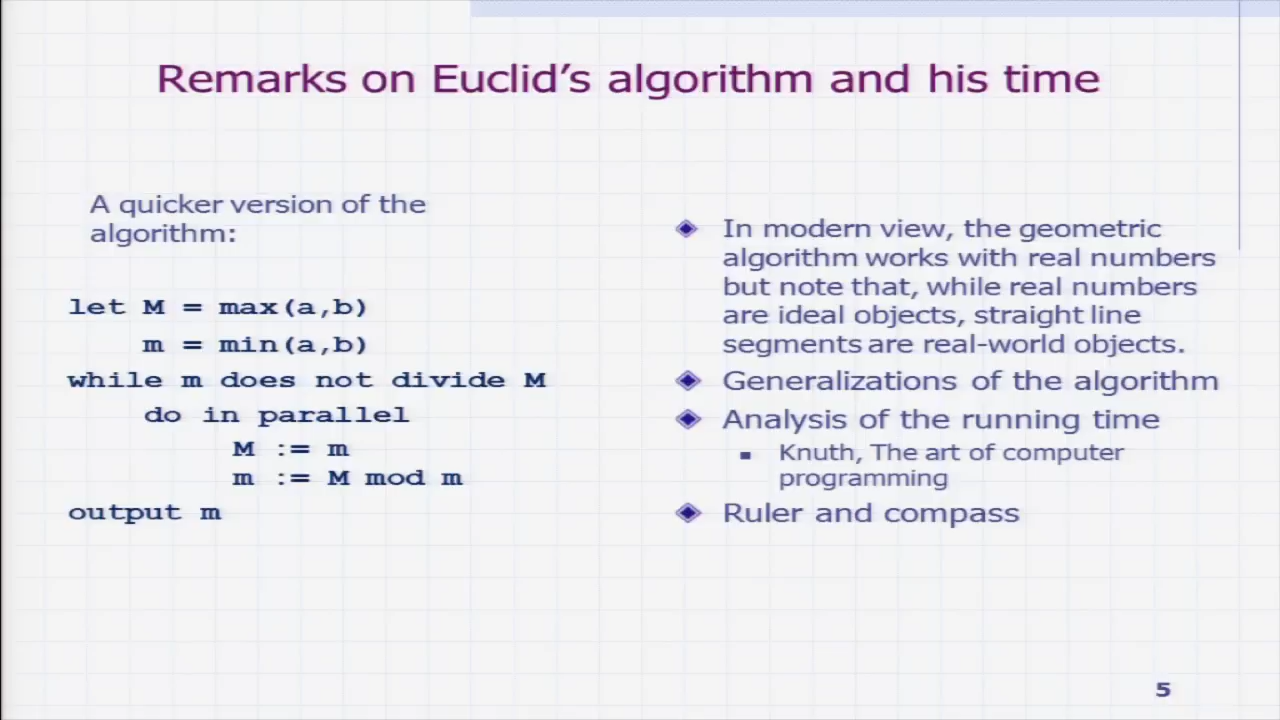 Remarks on Euclid's algorithm and his time
A quicker version of the
algorithm:
let M = max(a,b)
m = min(a,b)
while m does not divide M
do in parallel
M := m
m := M mod m
output m
In modern view, the geometric
algorithm works with real numbers
but note that, while real numbers
are ideal objects, straight line
segments are real-world objects.
Generalizations of the algorithm
Analysis of the running time
Knuth, The art of computer
programming
Ruler and compass
5